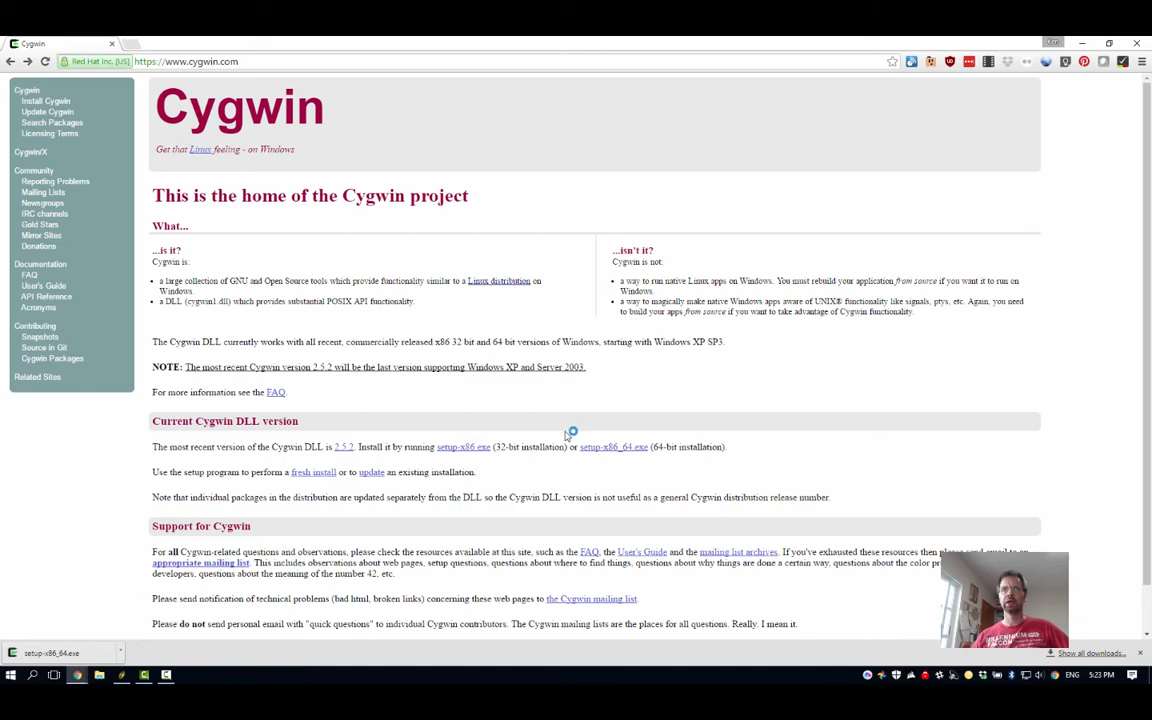 Cygwin
Ken
Red Hat Inc. [US] https://www.cygwin.com
Cygwin
Install Cygwin
Update Cygwin
Search Packages
Licensing Terms
Cygwin/X
Community
Reporting Problems
Mailing Lists
Newsgroups
IRC channels
Gold Stars
Mirror Sites
Donations
Documentation
FAQ
User's Guide
API Reference
Acronyms
Contributing
Snapshots
Source in Git
Cygwin Packages
Related Sites
Cygwin
Get that Linux feeling - on Windows
This is the home of the Cygwin project
What...
...is it?
Cygwin is:
a large collection of GNU and Open Source tools which provide functionality similar to a Linux distribution on
Windows.
a DLL (cygwin1.dll) which provides substantial POSIX API functionality.
...isn't it?
Cygwin is not:
a way to run native Linux apps on Windows. You must rebuild your application from source if you want it to run on
Windows.
a way to magically make native Windows apps aware of UNIX® functionality like signals, ptys, etc. Again, you need
to build your apps from source if you want to take advantage of Cygwin functionality.
The Cygwin DLL currently works with all recent, commercially released x86 32 bit and 64 bit versions of Windows, starting with Windows XP SP3.
NOTE: The most recent Cygwin version 2.5.2 will be the last version supporting Windows XP and Server 2003.
For more information see the FAQ
Current Cygwin DLL version
The most recent version of the Cygwin DLL is 2.5.2. Install it by running setup-x86.exe (32-bit installation) or setup-x86_64.exe (64-bit installation).
Use the setup program to perform a fresh install or to update an existing installation.
Note that individual packages in the distribution are updated separately from the DLL so the Cygwin DLL version is not useful as a general Cygwin distribution release number.
Support for Cygwin
For all Cygwin-related questions and observations, please check the resources available at this site, such as the FAQ, the User's Guide and the mailing list archives. If you've exhausted these resources then please send email to an
appropriate mailing list. This includes observations about web pages, setup questions, questions about where to find things, questions about why things are done a certain way, questions about the color pr
developers, questions about the meaning of the number 42, etc.
Please send notification of technical problems (bad html, broken links) concerning these web pages to the Cygwin mailing list.
Please do not send personal email with "quick questions" to individual Cygwin contributors. The Cygwin mailing lists are the places for all questions. Really. I mean it.
MILLENNIUM
FALCON
setup-x86_64.exe
Show all downloads...
ENG 5:23 PM